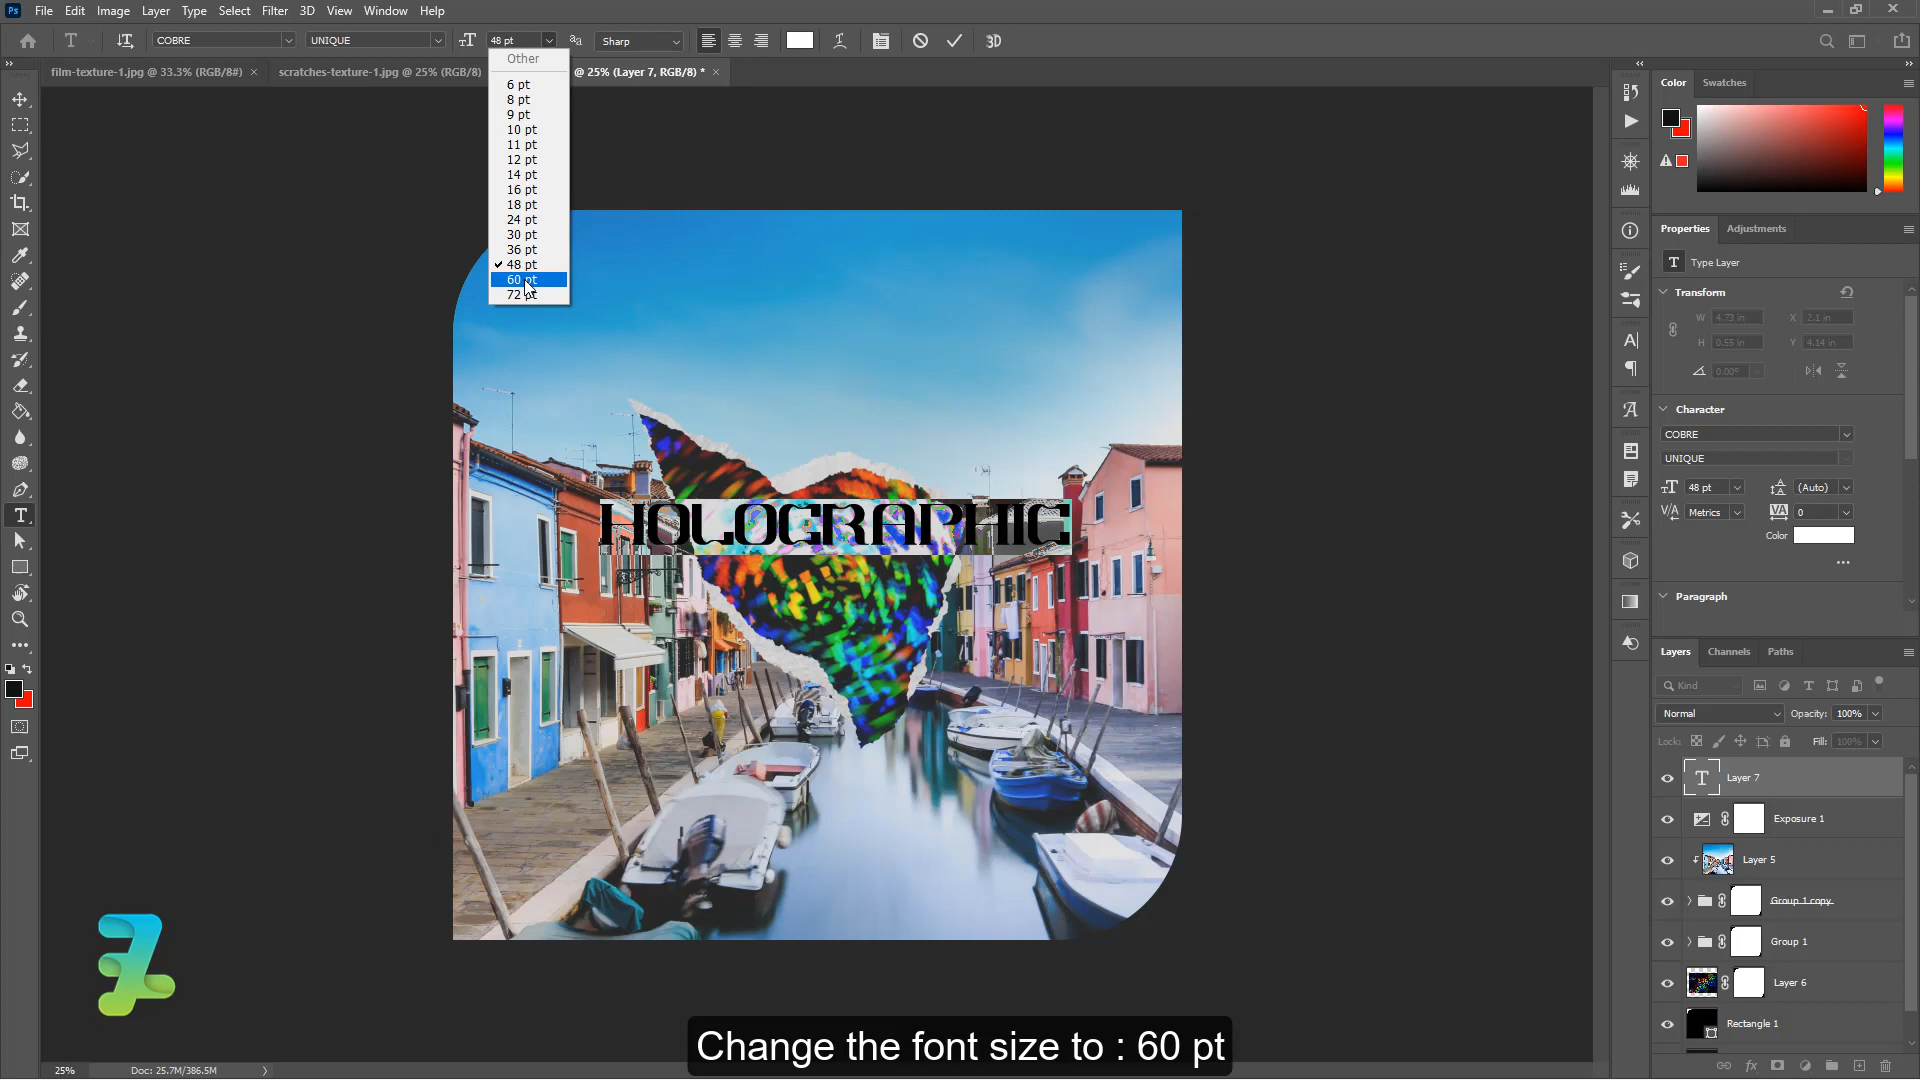 Ps File Edit Image Layer Type Select Filter 3D View Window Help
T COBRE UNIQUE 48 pt Sharp 3D
film-texture-1.jpg @ 33.3% (RGB/8#) × scratches-texture-1.jpg @ 25% (RGB/8) @ 25% (Layer 7, RGB/8) * ×
Other
6 pt
8 pt
9 pt
10 pt
11 pt
12 pt
14 pt
16 pt
18 pt
24 pt
30 pt
36 pt
48 pt
60 pt
72 pt
HOLOGRAPHIC
Color Swatches
Properties Adjustments
T Type Layer
Transform
W 4.73 in X 2.1 in
H 0.55 in Y 4.14 in
0.00°
Character
COBRE
UNIQUE
48 pt (Auto)
Metrics 0
Color
Paragraph
Layers Channels Paths
Kind
Normal Opacity: 100%
Lock: Fill: 100%
T Layer 7
Exposure 1
Layer 5
Group 1 copy
Group 1
Layer 6
Rectangle 1
25% Doc: 25.7M/386.5M
Change the font size to : 60 pt